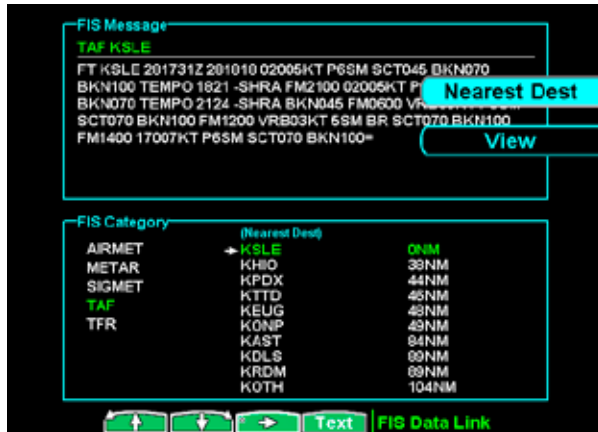 FIS Message
TAF KSLE
FT KSLE 201731Z 201010 02005KT P6SM SCT045 BKN070
BKN100 TEMPO 1821 -SHRA FM2100 02005KT
Nearest Dest
BKN070 TEMPO 2124 -SHRA BKN045 FM0600
SCT070 BKN100 FM1200 VRB03KT 6SM BR SCT070 BKN100
FM1400 17007KT P6SM SCT070 BKN100=
View
FIS Category
(Nearest Dest)
AIRMET
METAR
SIGMET
TAF
TFR
KSLE 0NM
KHIO 38NM
KPDX 44NM
KTTD 46NM
KEUG 48NM
KONP 49NM
KAST 84NM
KDLS 89NM
KRDM 89NM
KOTH 104NM
Text
FIS Data Link